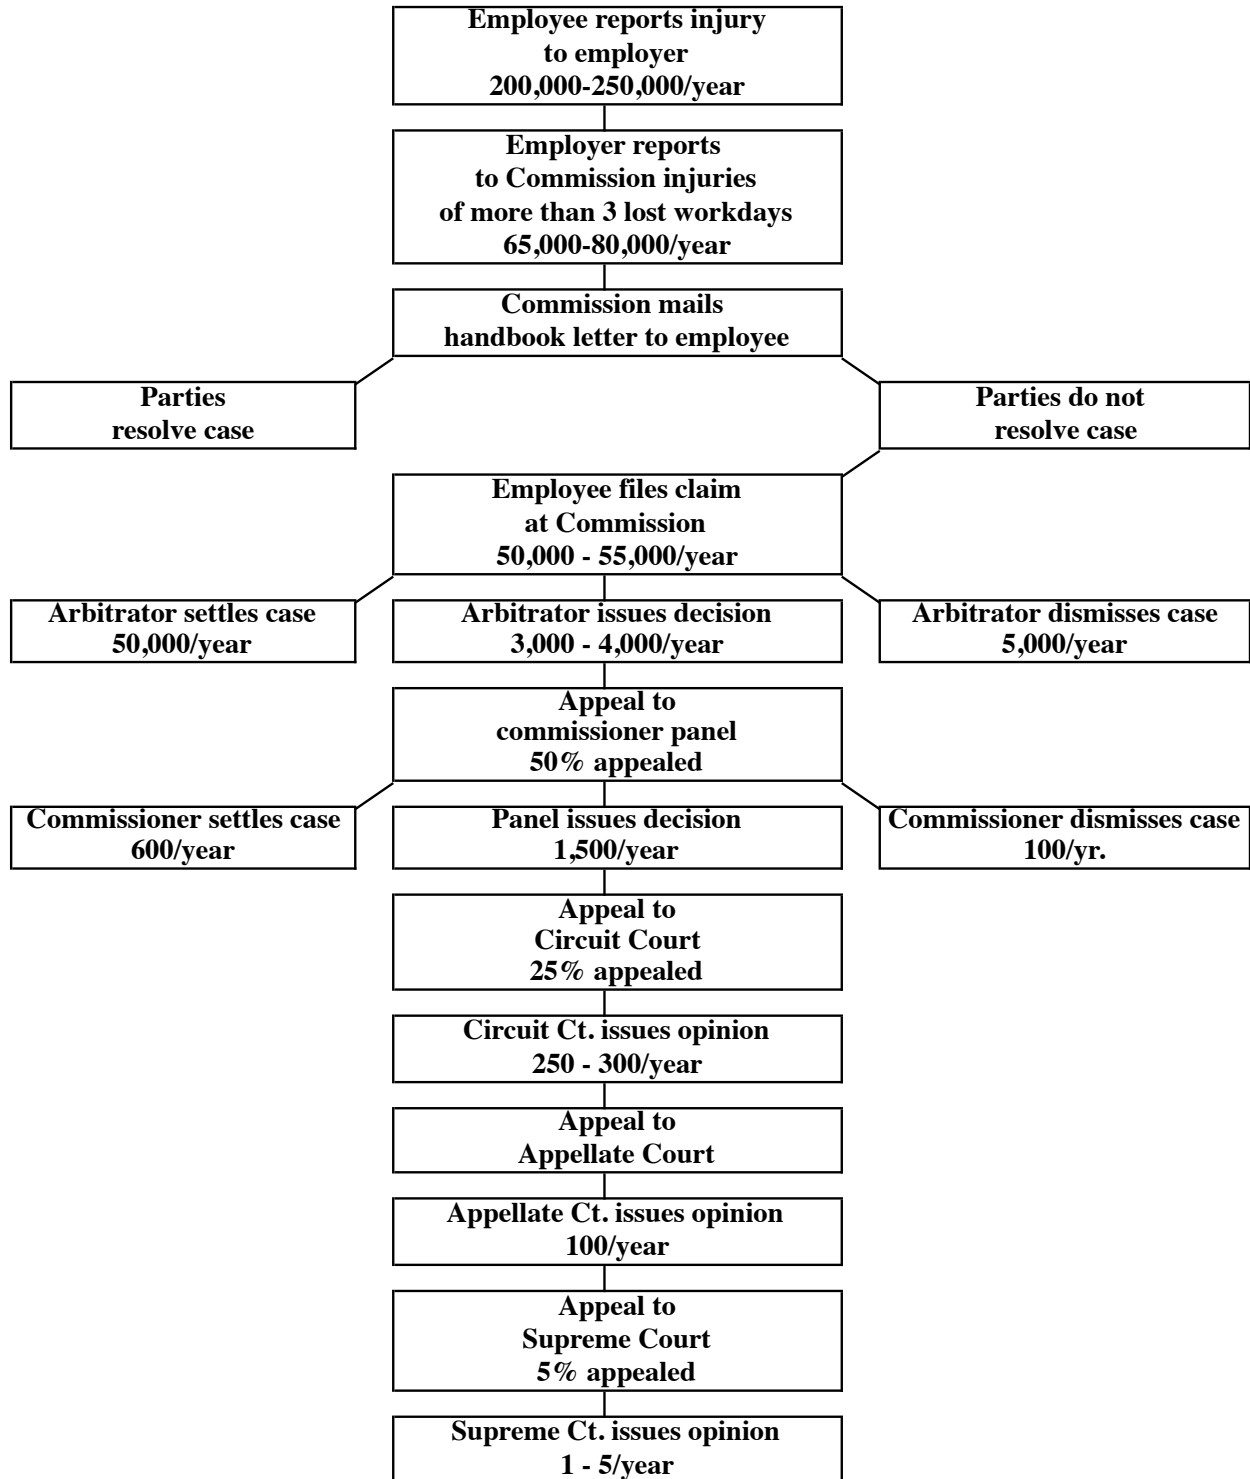 Employee reports injury
to employer
200,000-250,000/year
Employer reports
to Commission injuries
of more than 3 lost workdays
65,000-80,000/year
Commission mails
handbook letter to employee
Parties
resolve case
Parties do not
resolve case
Employee files claim
at Commission
50,000 - 55,000/year
Arbitrator settles case
50,000/year
Arbitrator issues decision
3,000 - 4,000/year
Arbitrator dismisses case
5,000/year
Appeal to
commissioner panel
50% appealed
Commissioner settles case
600/year
Panel issues decision
1,500/year
Commissioner dismisses case
100/yr.
Appeal to
Circuit Court
25% appealed
Circuit Ct. issues opinion
250 - 300/year
Appeal to
Appellate Court
Appellate Ct. issues opinion
100/year
Appeal to
Supreme Court
5% appealed
Supreme Ct. issues opinion
1 - 5/year